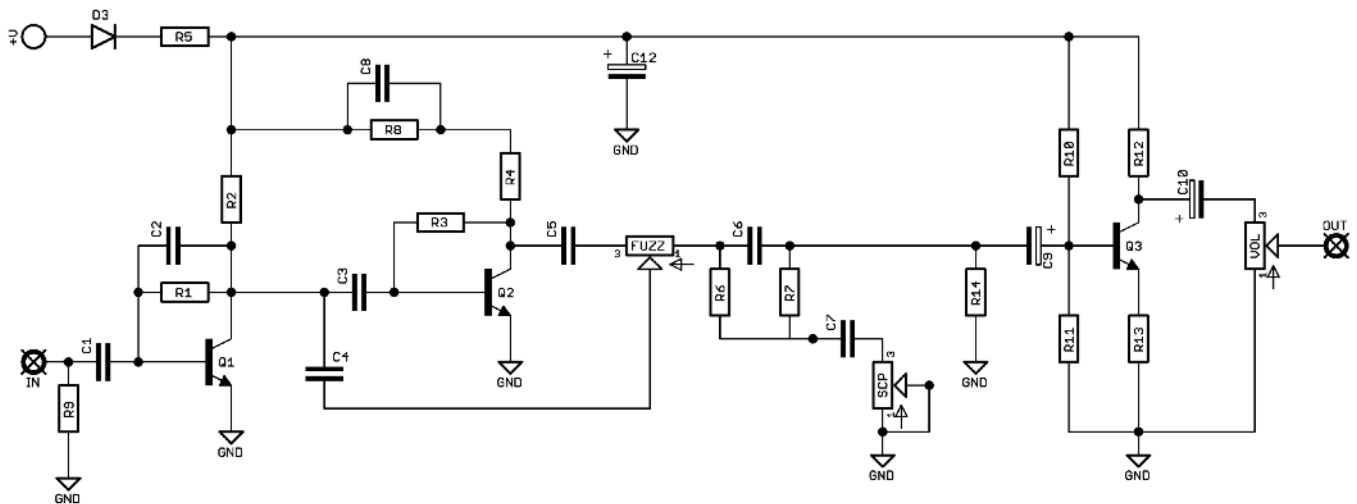 D3
+V
R5
C12
+
GND
C8
R8
R2
R4
R10
R12
C2
R3
C10
+
3
VOL
1
OUT
C5
FUZZ
3
1
C6
C9
+
Q3
R1
C3
Q2
R6
R7
R14
C7
R11
R13
IN
C1
Q1
C4
GND
3
SCP
1
GND
R9
GND
GND
GND
GND